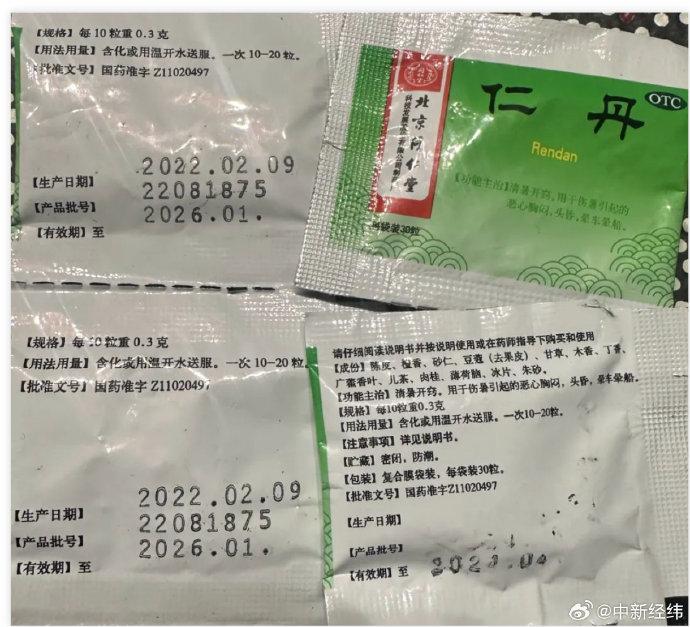 【规格】每10粒重0.3克
【用法用量】含化或用温开水送服。一次10-20粒。
【批准文号】国药准字 Z11020497
2022.02.09
【生产日期】
22081875
【产品批号】
2026.01.
【有效期】至
OTC
仁丹
Rendan
北京同仁堂
科技发展股份有限公司制药厂
【功能主治】清暑开窍。用于伤暑引起的
恶心胸闷，头昏，晕车晕船。
每袋装30粒
【规格】每10粒重0.3克
【用法用量】含化或用温开水送服。一次10-20粒。
【批准文号】国药准字Z11020497
2022.02.09
【生产日期】
22081875
【产品批号】
2026.01.
【有效期】至
请仔细阅读说明书并按说明使用或在药师指导下购买和使用
【成份】陈皮、檀香、砂仁、豆蔻（去果皮）、甘草、木香、丁香、
广藿香叶、儿茶、肉桂、薄荷脑、冰片、朱砂。
【功能主治】清暑开窍。用于伤暑引起的恶心胸闷，头昏，晕车晕船。
【规格】每10粒重0.3克
【用法用量】含化或用温开水送服。一次10-20粒。
【注意事项】详见说明书。
【贮藏】密闭，防潮。
【包装】复合膜袋装，每袋装30粒。
【批准文号】国药准字Z11020497
【生产日期】
【产品批号】
【有效期】至
@中新经纬